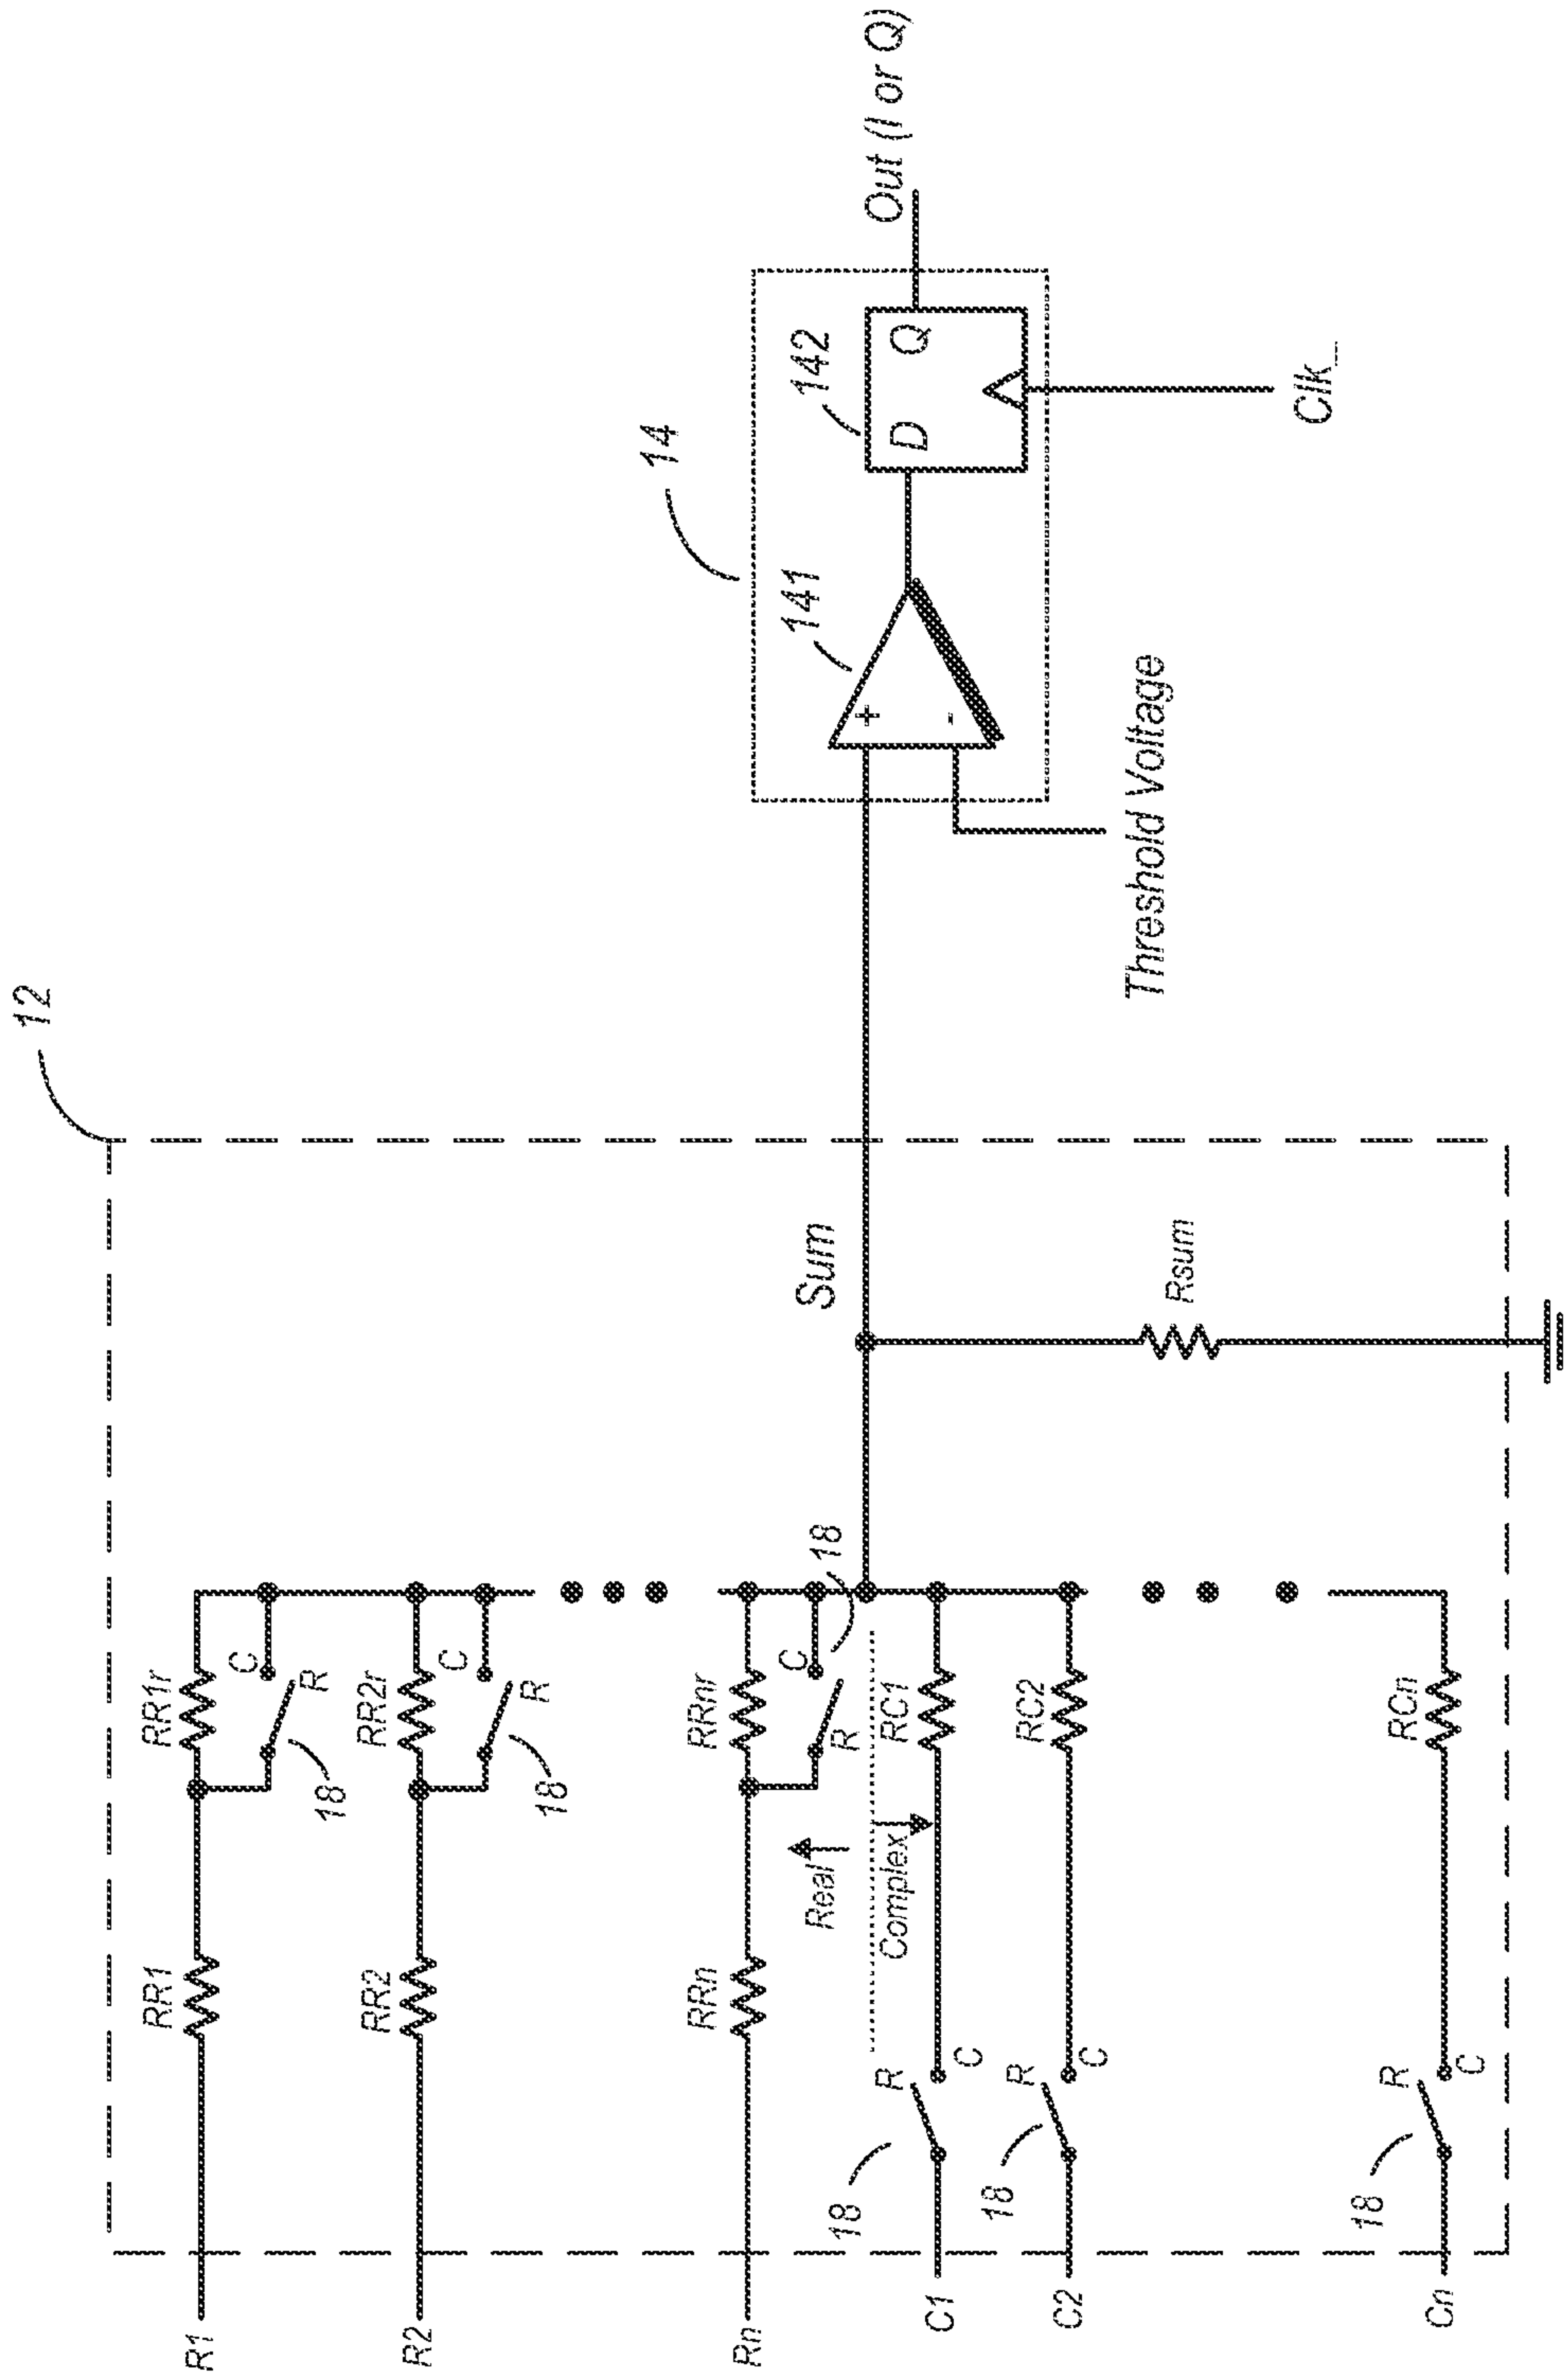 12
R1
RR1
RR1r
C
R
18
R2
RR2
RR2r
C
R
18
Rn
RRn
RRnr
C
R
18
Real
Complex
C1
R
C
18
RC1
C2
R
C
18
RC2
Cn
R
C
18
RCn
Sum
Rsum
14
141
+
-
Threshold Voltage
142
D
Q
Clk_
Out (I or Q)